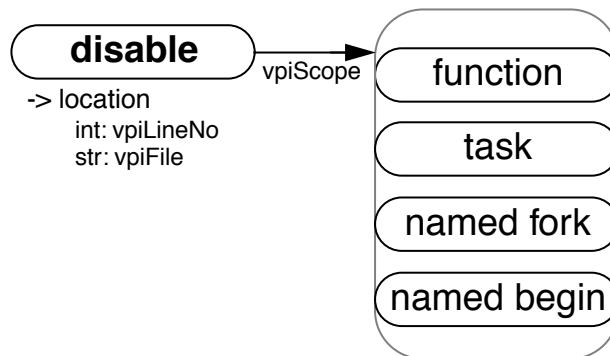 disable
vpiScope
-> location
int: vpiLineNo
str: vpiFile
function
task
named fork
named begin